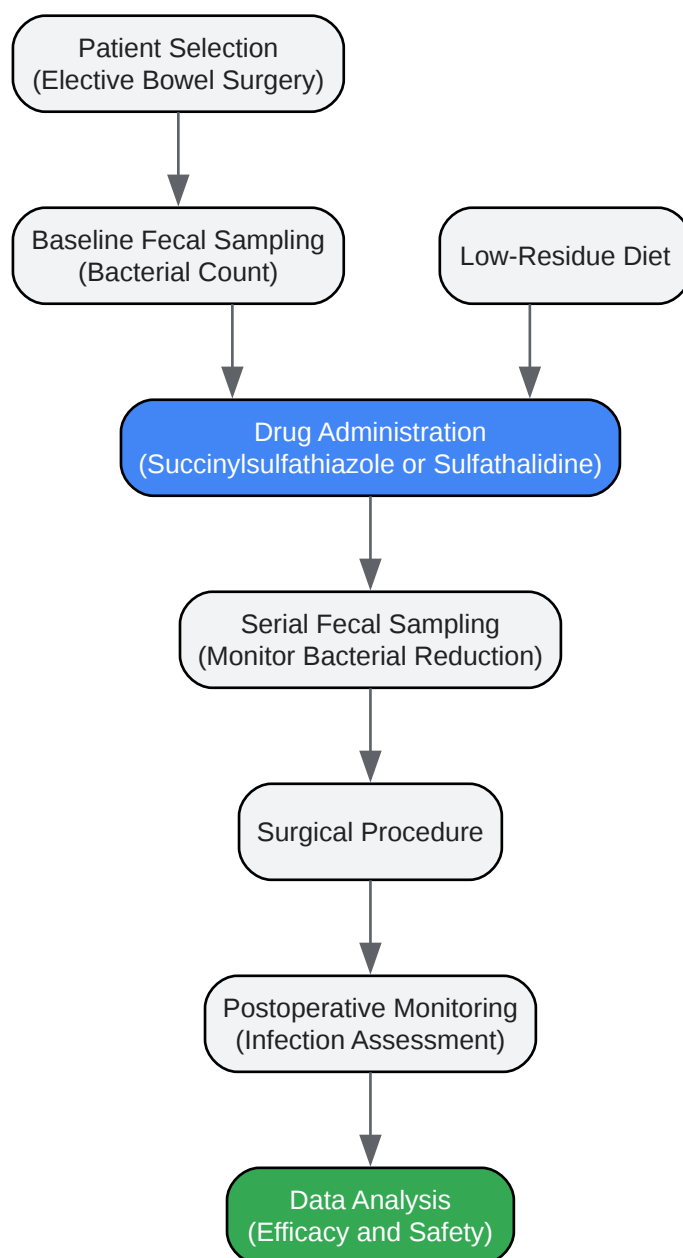 Patient Selection
(Elective Bowel Surgery)
Baseline Fecal Sampling
(Bacterial Count)
Low-Residue Diet
Drug Administration
(Succinylsulfathiazole or Sulfathalidine)
Serial Fecal Sampling
(Monitor Bacterial Reduction)
Surgical Procedure
Postoperative Monitoring
(Infection Assessment)
Data Analysis
(Efficacy and Safety)